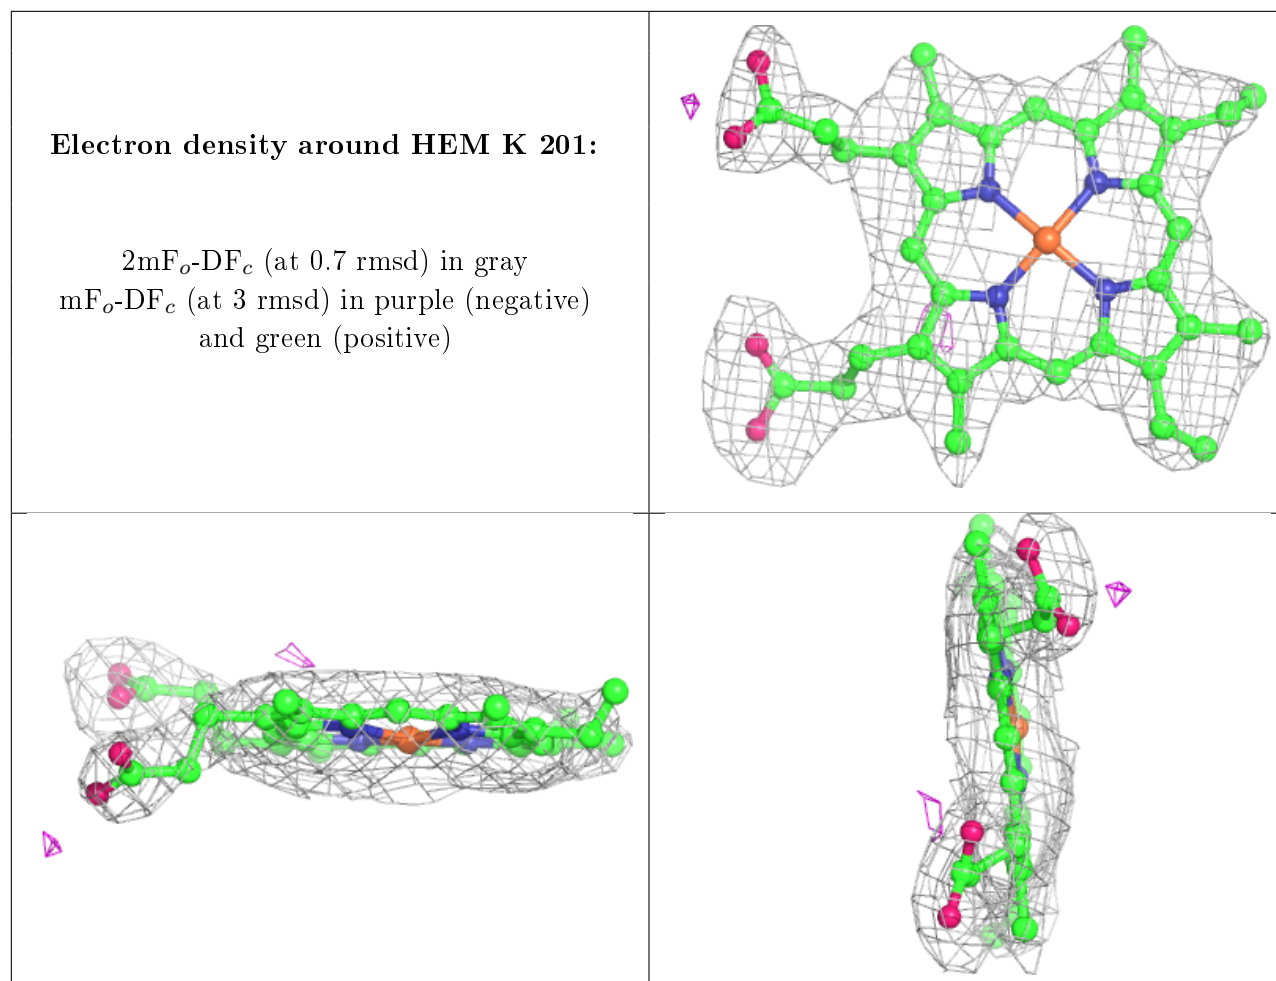 Electron density around HEM K 201:
2mFo-DFc (at 0.7 rmsd) in gray
mFo-DFc (at 3 rmsd) in purple (negative)
and green (positive)